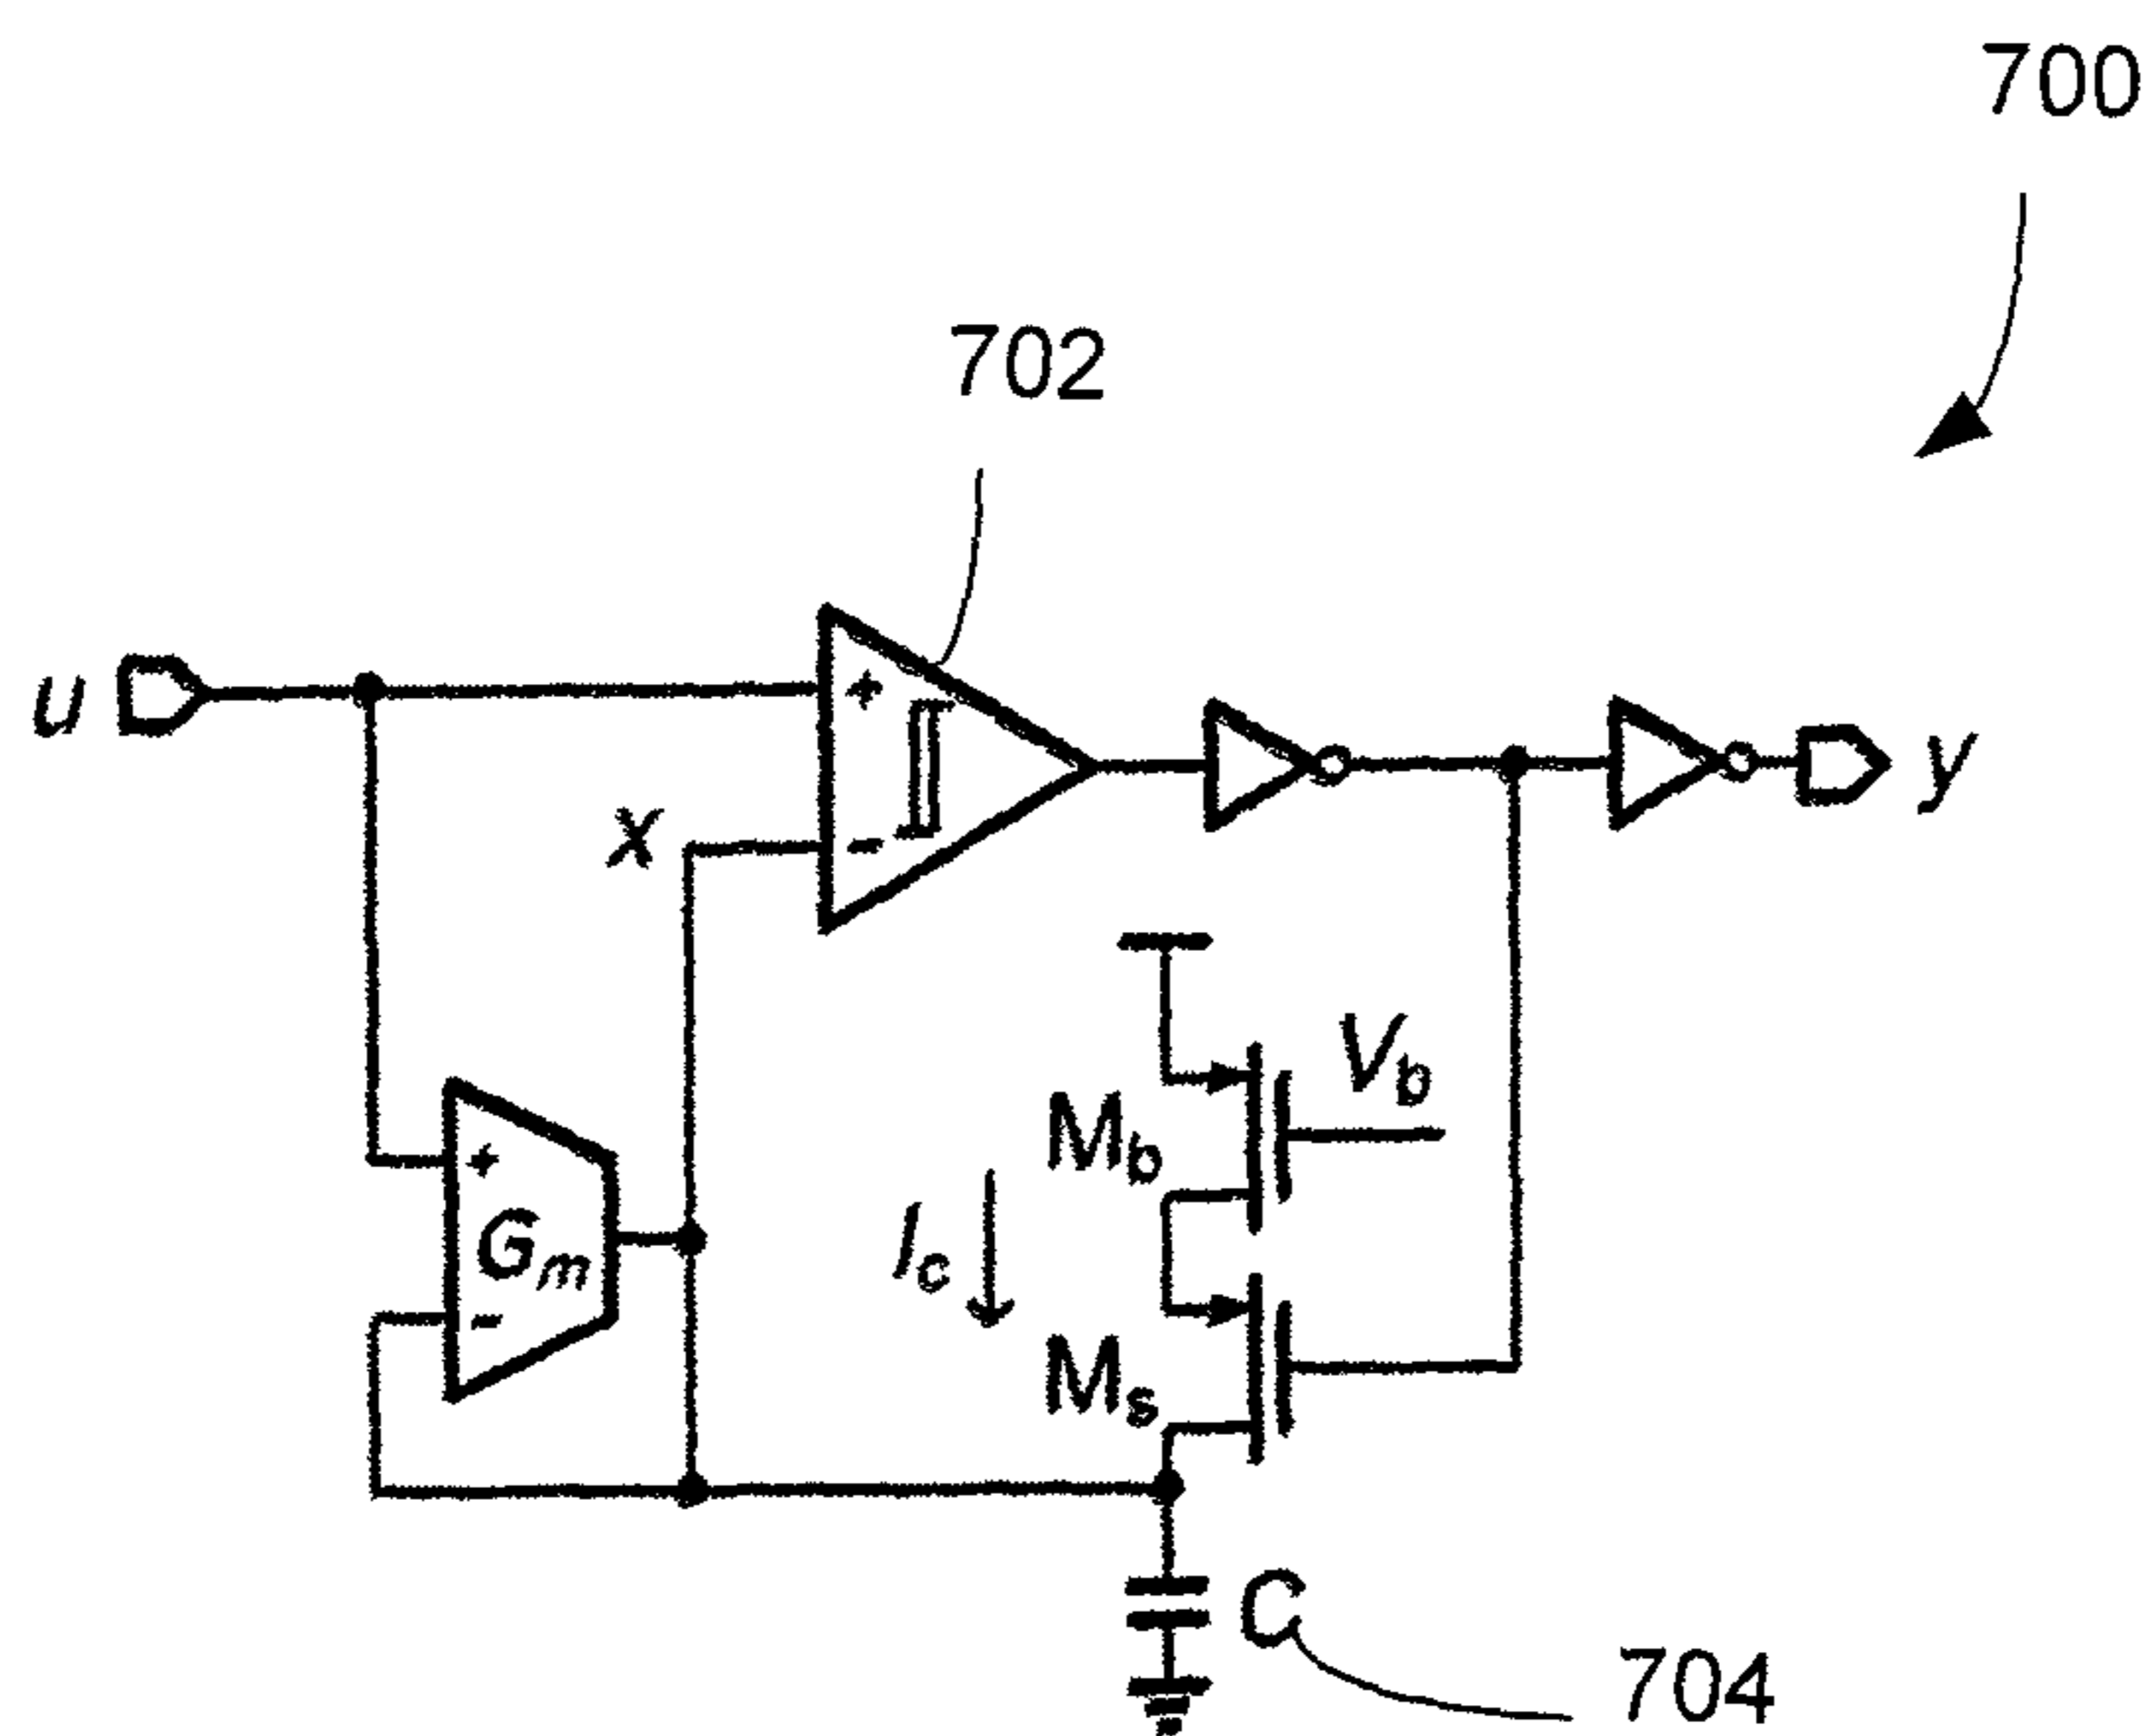 700
702
u
+
x
-
y
V_b
M_b
+
G_m
I_c
-
M_s
C
704